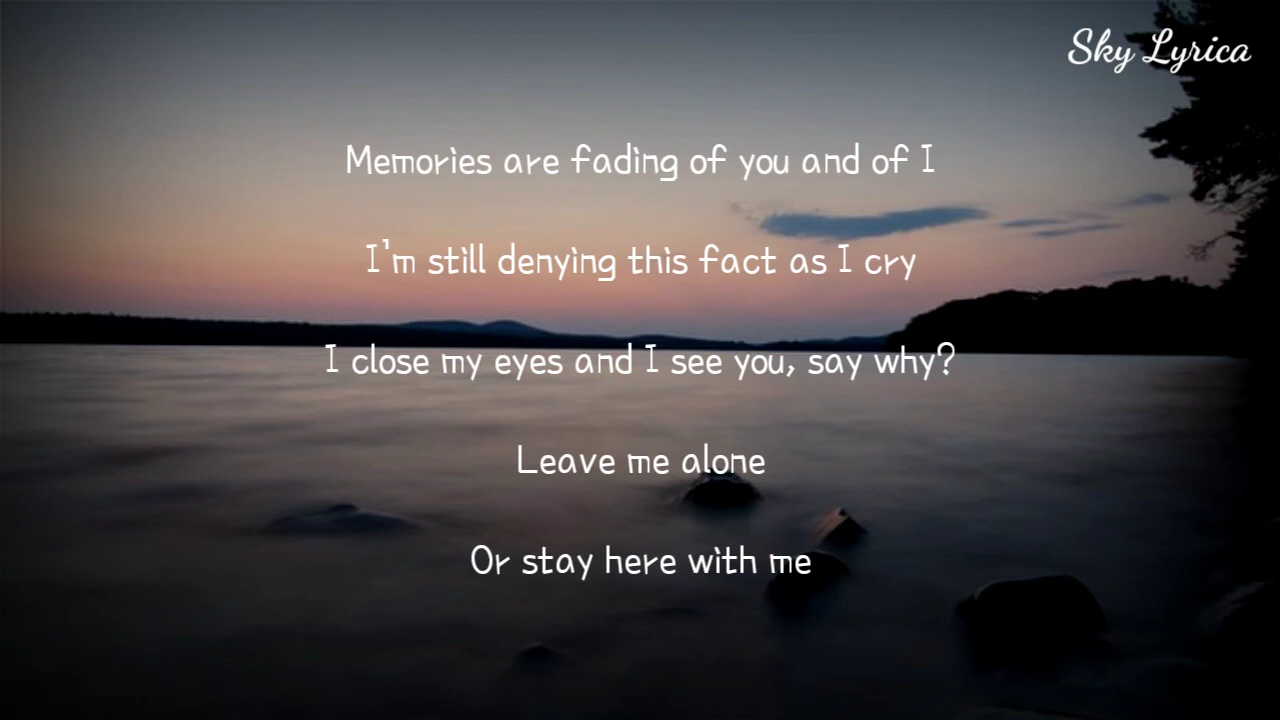 Sky Lyrica
Memories are fading of you and of I
I'm still denying this fact as I cry
I close my eyes and I see you, say why?
Leave me alone
Or stay here with me